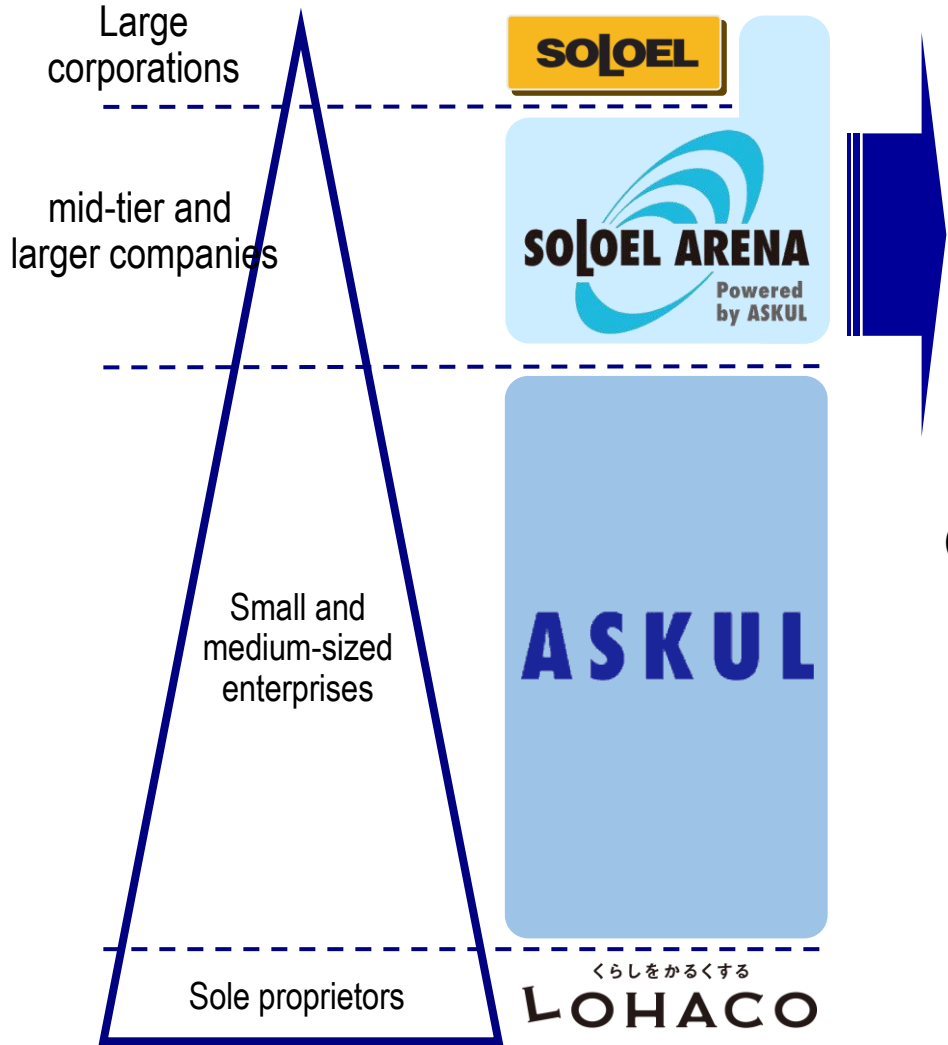 Large
corporations
SOLOEL
mid-tier and
larger companies
SOLOEL ARENA
Powered
by ASKUL
Small and
medium-sized
enterprises
ASKUL
Sole proprietors
くらしをかるくする
LOHACO
(